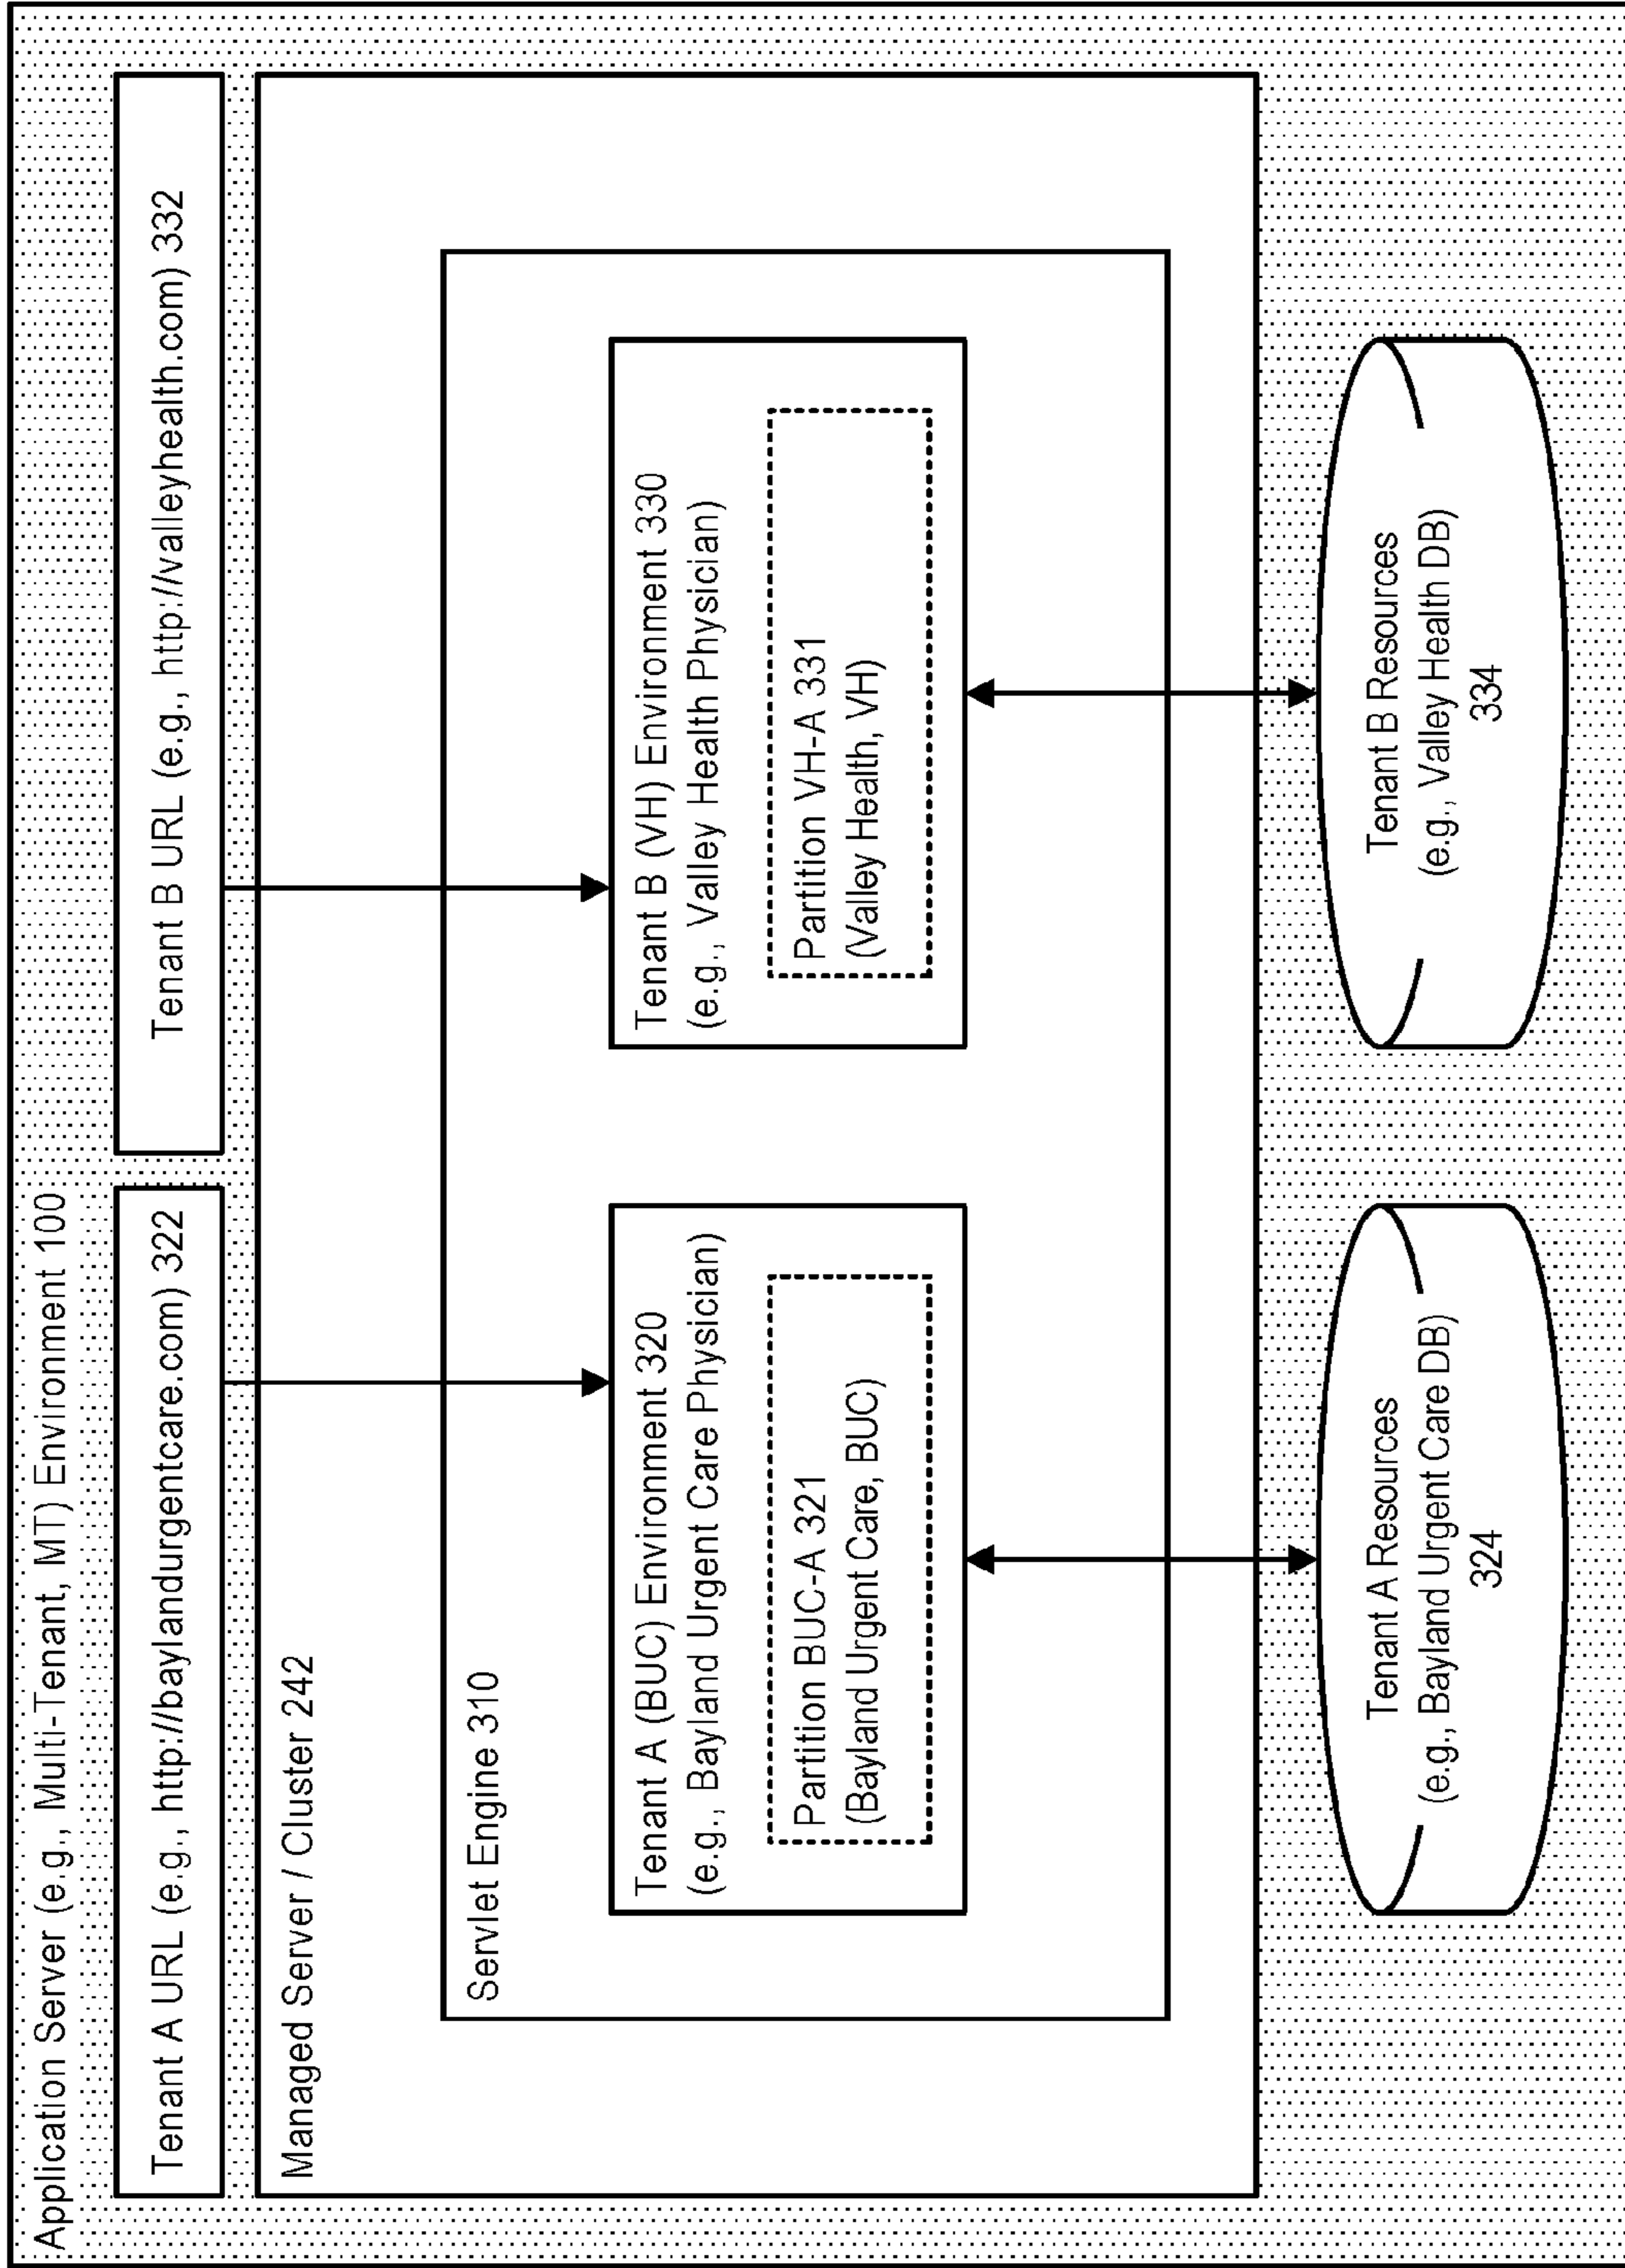 Application Server (e.g., Multi-Tenant, MT) Environment 100
Tenant A URL (e.g., http://baylandurgentcare.com) 322
Tenant B URL (e.g., http://valleyhealth.com) 332
Managed Server / Cluster 242
Servlet Engine 310
Tenant A (BUC) Environment 320
(e.g., Bayland Urgent Care Physician)
Partition BUC-A 321
(Bayland Urgent Care, BUC)
Tenant B (VH) Environment 330
(e.g., Valley Health Physician)
Partition VH-A 331
(Valley Health, VH)
Tenant A Resources
(e.g., Bayland Urgent Care DB)
324
Tenant B Resources
(e.g., Valley Health DB)
334